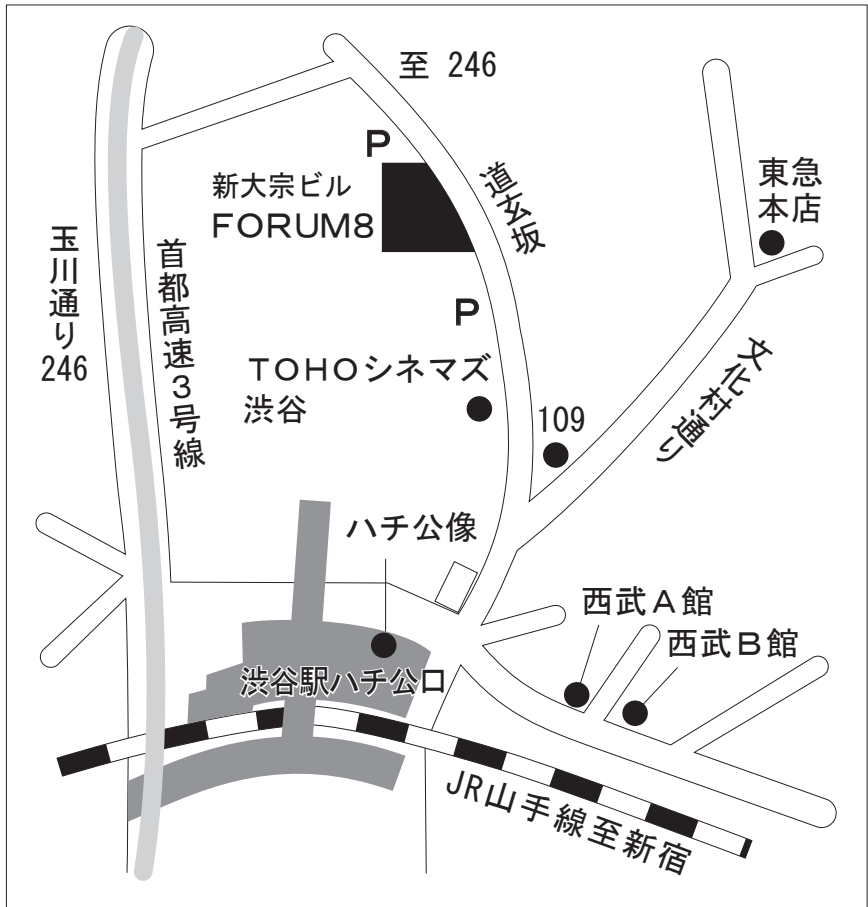 至 246
P
新大宗ビル
FORUM8
道玄坂
東急
本店
玉川通り
246
首都高速3号線
P
TOHOシネマズ
渋谷
109
文化村通り
ハチ公像
西武A館
西武B館
渋谷駅ハチ公口
JR山手線至新宿